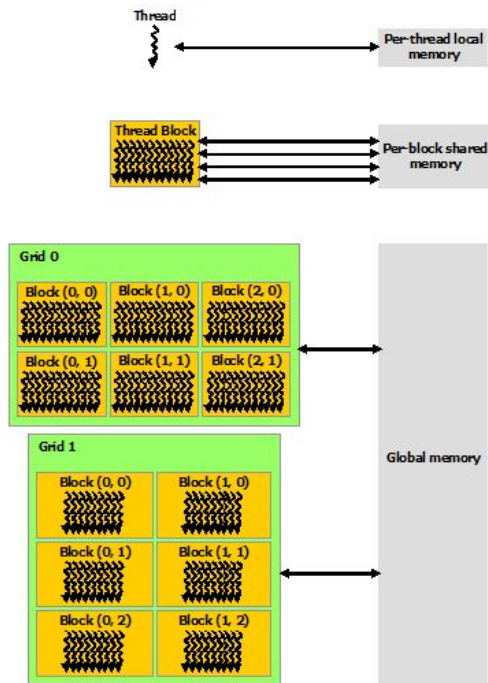 Thread
Per-thread local
memory
Thread Block
Per-block shared
memory
Grid 0
Block (0, 0) Block (1, 0) Block (2, 0)
Block (0, 1) Block (1, 1) Block (2, 1)
Grid 1
Global memory
Block (0, 0) Block (1, 0)
Block (0, 1) Block (1, 1)
Block (0, 2) Block (1, 2)